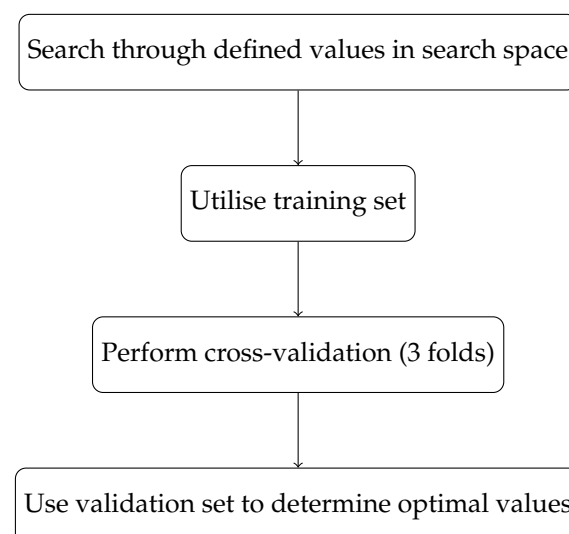 Search through defined values in search space
Utilise training set
Perform cross-validation (3 folds)
Use validation set to determine optimal values